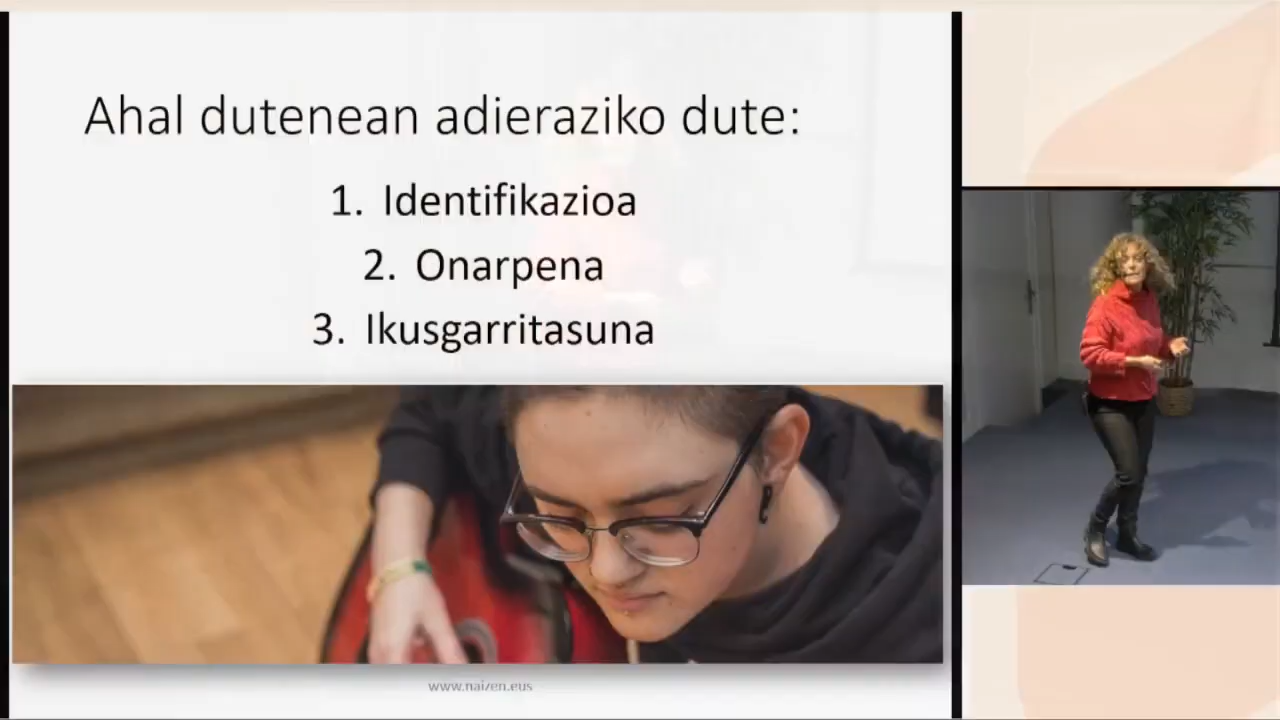 Ahal dutenean adieraziko dute:
1. Identifikazioa
2. Onarpena
3. Ikusgarritasuna
www.naizen.eus